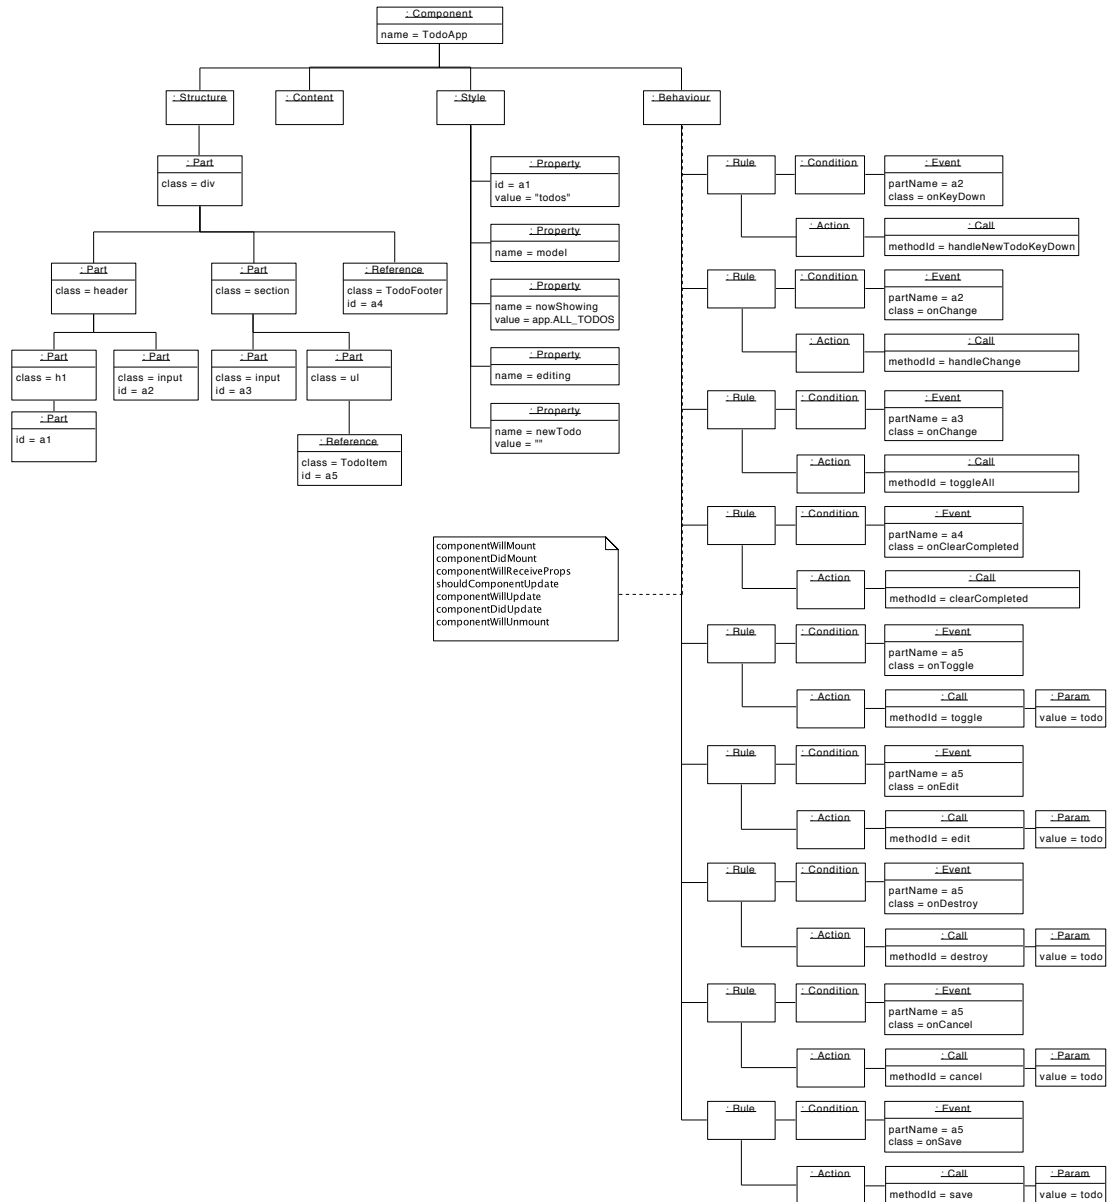 : Component
name = TodoApp
: Structure
: Content
: Style
: Behaviour
: Part
class = div
: Part
class = header
: Part
class = section
: Reference
class = TodoFooter
id = a4
: Part
class = h1
: Part
class = input
id = a2
: Part
class = input
id = a3
: Part
class = ul
: Part
id = a1
: Reference
class = TodoItem
id = a5
: Property
id = a1
value = "todos"
: Property
name = model
: Property
name = nowShowing
value = app.ALL_TODOS
: Property
name = editing
: Property
name = newTodo
value = ""
componentWillMount
componentDidMount
componentWillReceiveProps
shouldComponentUpdate
componentWillUpdate
componentDidUpdate
componentWillUnmount
: Rule
: Condition
: Event
partName = a2
class = onKeyDown
: Action
: Call
methodId = handleNewTodoKeyDown
: Rule
: Condition
: Event
partName = a2
class = onChange
: Action
: Call
methodId = handleChange
: Rule
: Condition
: Event
partName = a3
class = onChange
: Action
: Call
methodId = toggleAll
: Rule
: Condition
: Event
partName = a4
class = onClearCompleted
: Action
: Call
methodId = clearCompleted
: Rule
: Condition
: Event
partName = a5
class = onToggle
: Action
: Call
methodId = toggle
: Param
value = todo
: Rule
: Condition
: Event
partName = a5
class = onEdit
: Action
: Call
methodId = edit
: Param
value = todo
: Rule
: Condition
: Event
partName = a5
class = onDestroy
: Action
: Call
methodId = destroy
: Param
value = todo
: Rule
: Condition
: Event
partName = a5
class = onCancel
: Action
: Call
methodId = cancel
: Param
value = todo
: Rule
: Condition
: Event
partName = a5
class = onSave
: Action
: Call
methodId = save
: Param
value = todo